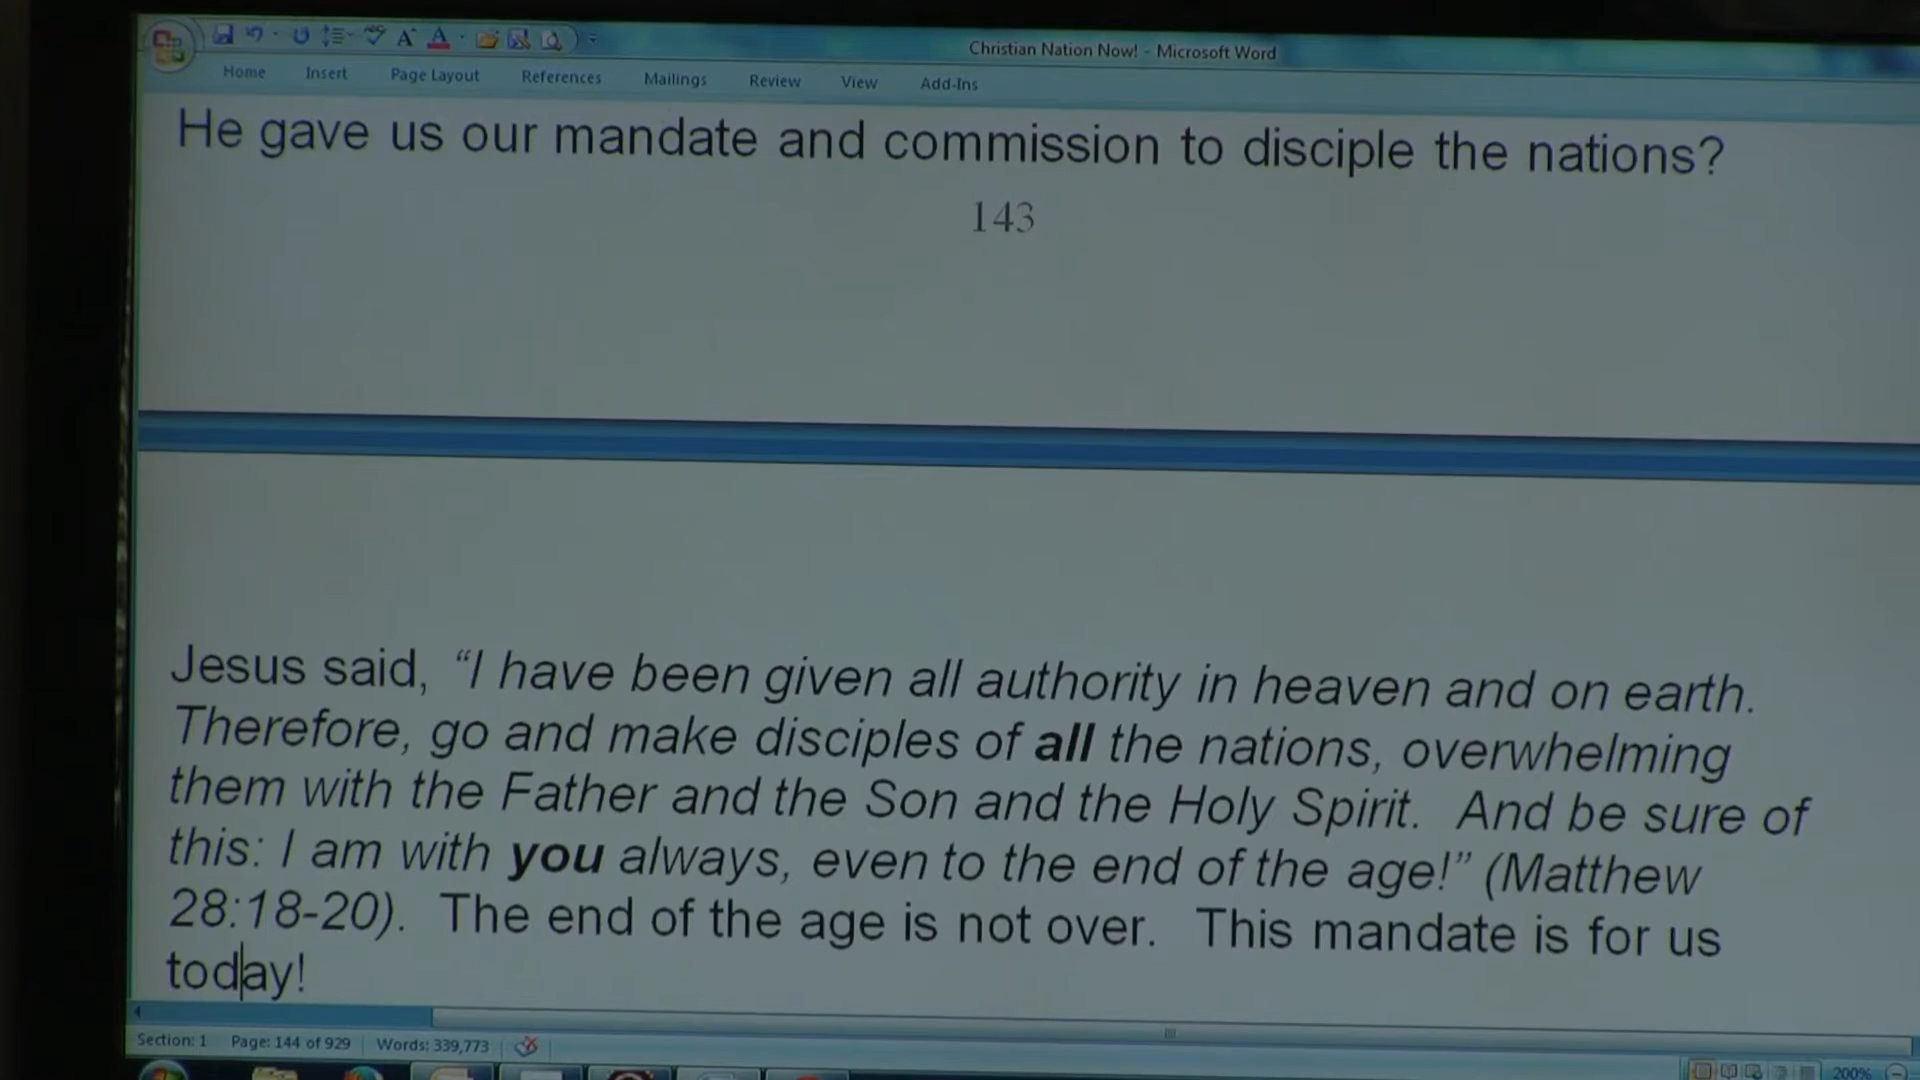 Christian Nation Now! - Microsoft Word
Home Insert Page Layout References Mailings Review View Add-Ins
He gave us our mandate and commission to disciple the nations?
143
Jesus said, “I have been given all authority in heaven and on earth.
Therefore, go and make disciples of all the nations, overwhelming
them with the Father and the Son and the Holy Spirit. And be sure of
this: I am with you always, even to the end of the age!” (Matthew
28:18-20). The end of the age is not over. This mandate is for us
today!
Section: 1 Page: 144 of 929 Words: 339,773
200%